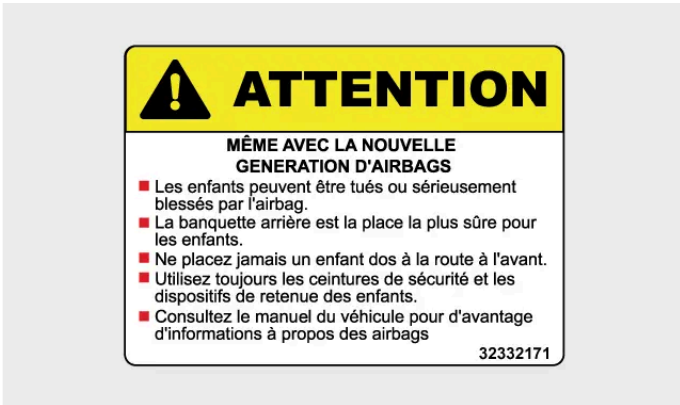 ATTENTION
MÊME AVEC LA NOUVELLE
GENERATION D'AIRBAGS
Les enfants peuvent être tués ou sérieusement
blessés par l'airbag.
La banquette arrière est la place la plus sûre pour
les enfants.
Ne placez jamais un enfant dos à la route à l'avant.
Utilisez toujours les ceintures de sécurité et les
dispositifs de retenue des enfants.
Consultez le manuel du véhicule pour d'avantage
d'informations à propos des airbags
32332171